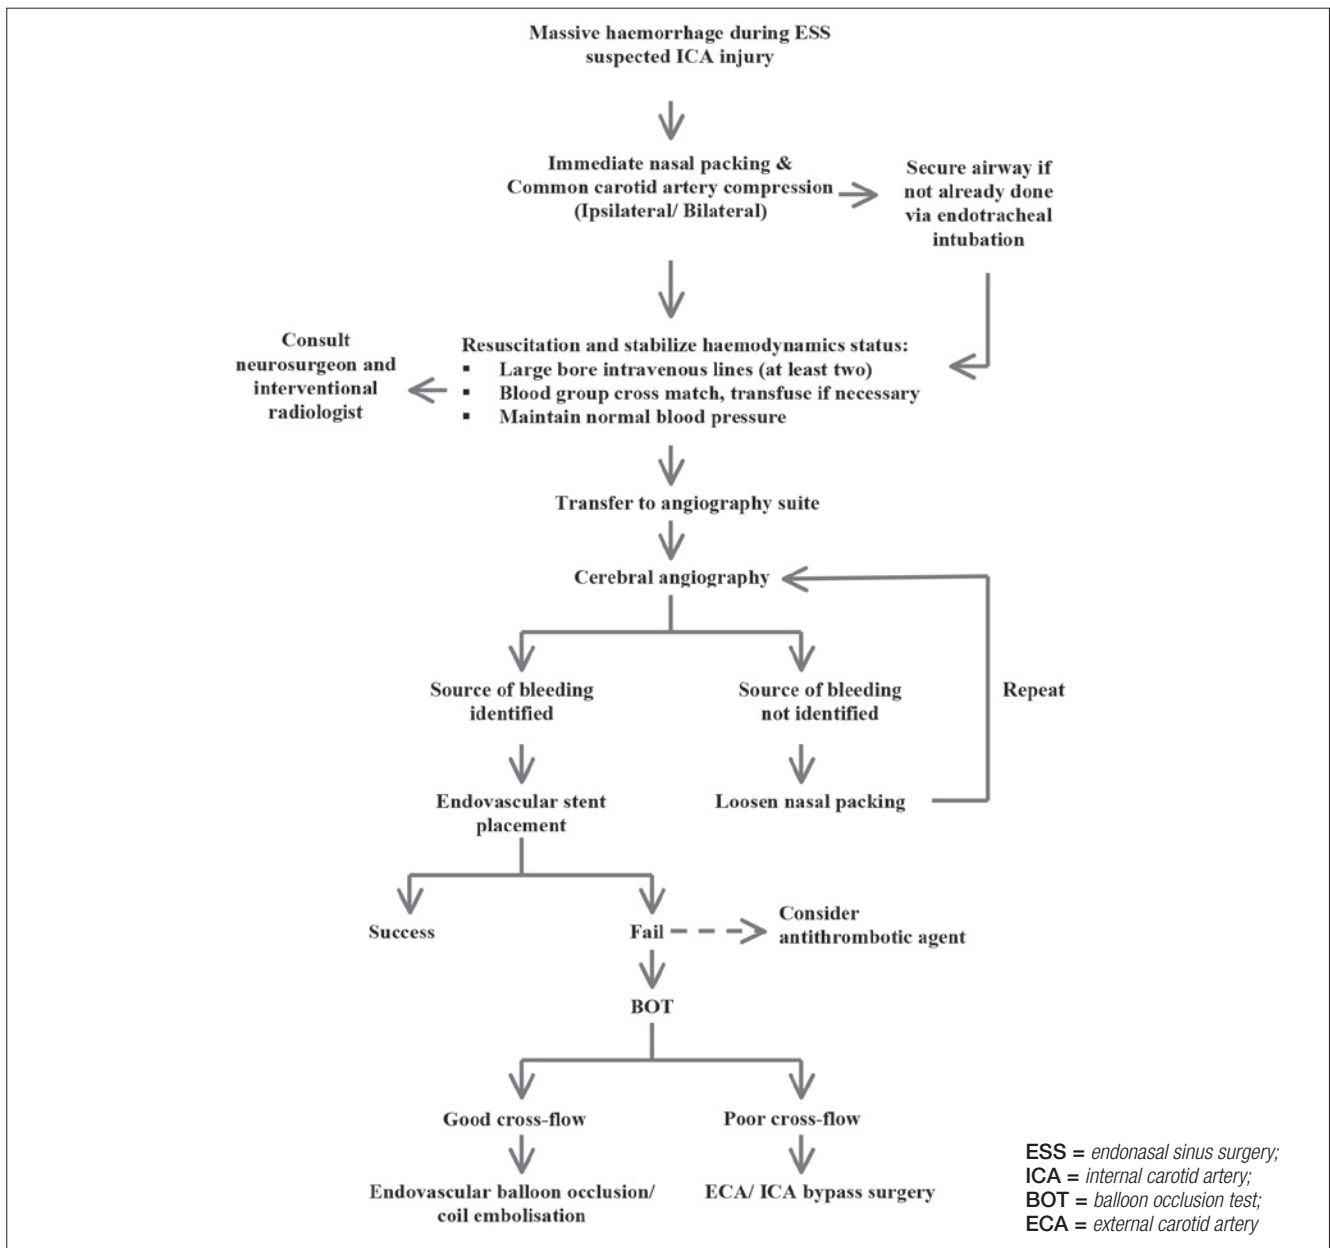 Massive haemorrhage during ESS
suspected ICA injury
Immediate nasal packing &
Common carotid artery compression
(Ipsilateral/ Bilateral)
Secure airway if
not already done
via endotracheal
intubation
Consult
neurosurgeon and
interventional
radiologist
Resuscitation and stabilize haemodynamics status:
▪ Large bore intravenous lines (at least two)
▪ Blood group cross match, transfuse if necessary
▪ Maintain normal blood pressure
Transfer to angiography suite
Cerebral angiography
Source of bleeding
identified
Source of bleeding
not identified
Repeat
Endovascular stent
placement
Loosen nasal packing
Success
Fail
Consider
antithrombotic agent
BOT
Good cross-flow
Poor cross-flow
Endovascular balloon occlusion/
coil embolisation
ECA/ ICA bypass surgery
ESS = endonasal sinus surgery;
ICA = internal carotid artery;
BOT = balloon occlusion test;
ECA = external carotid artery